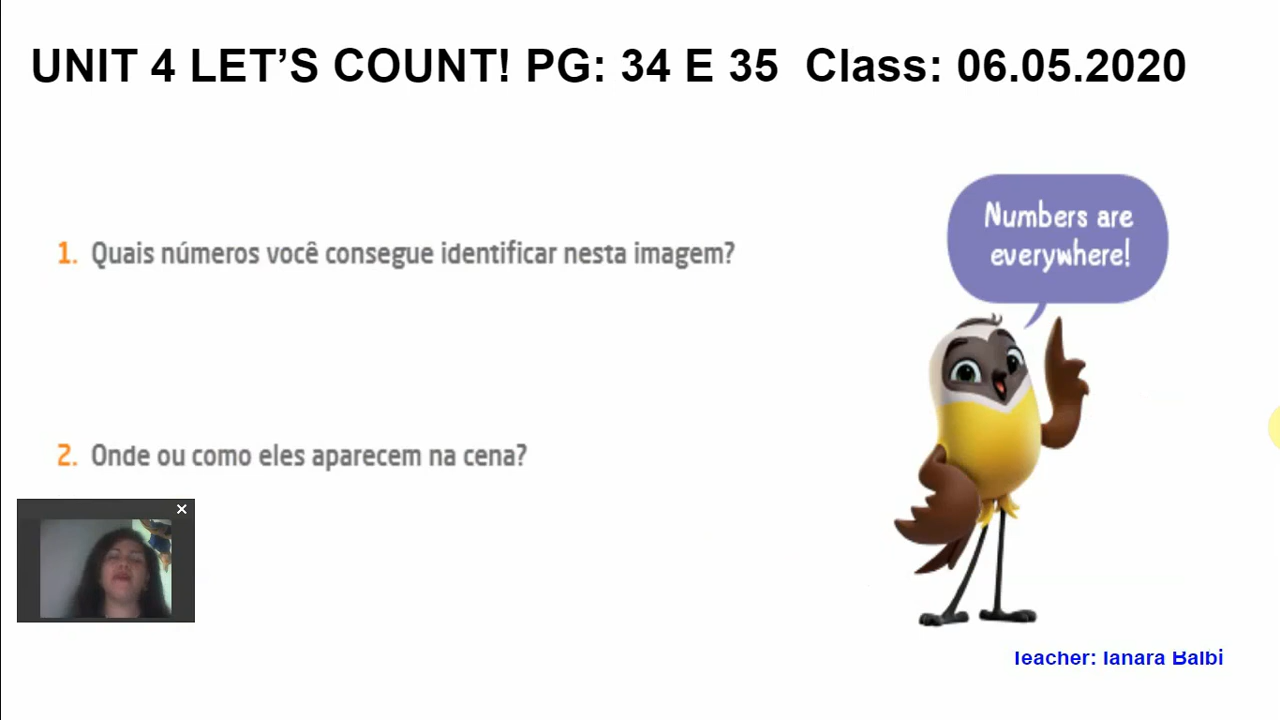 UNIT 4 LET’S COUNT! PG: 34 E 35 Class: 06.05.2020
Numbers are
everywhere!
1. Quais números você consegue identificar nesta imagem?
2. Onde ou como eles aparecem na cena?
Teacher: Ianara Balbi